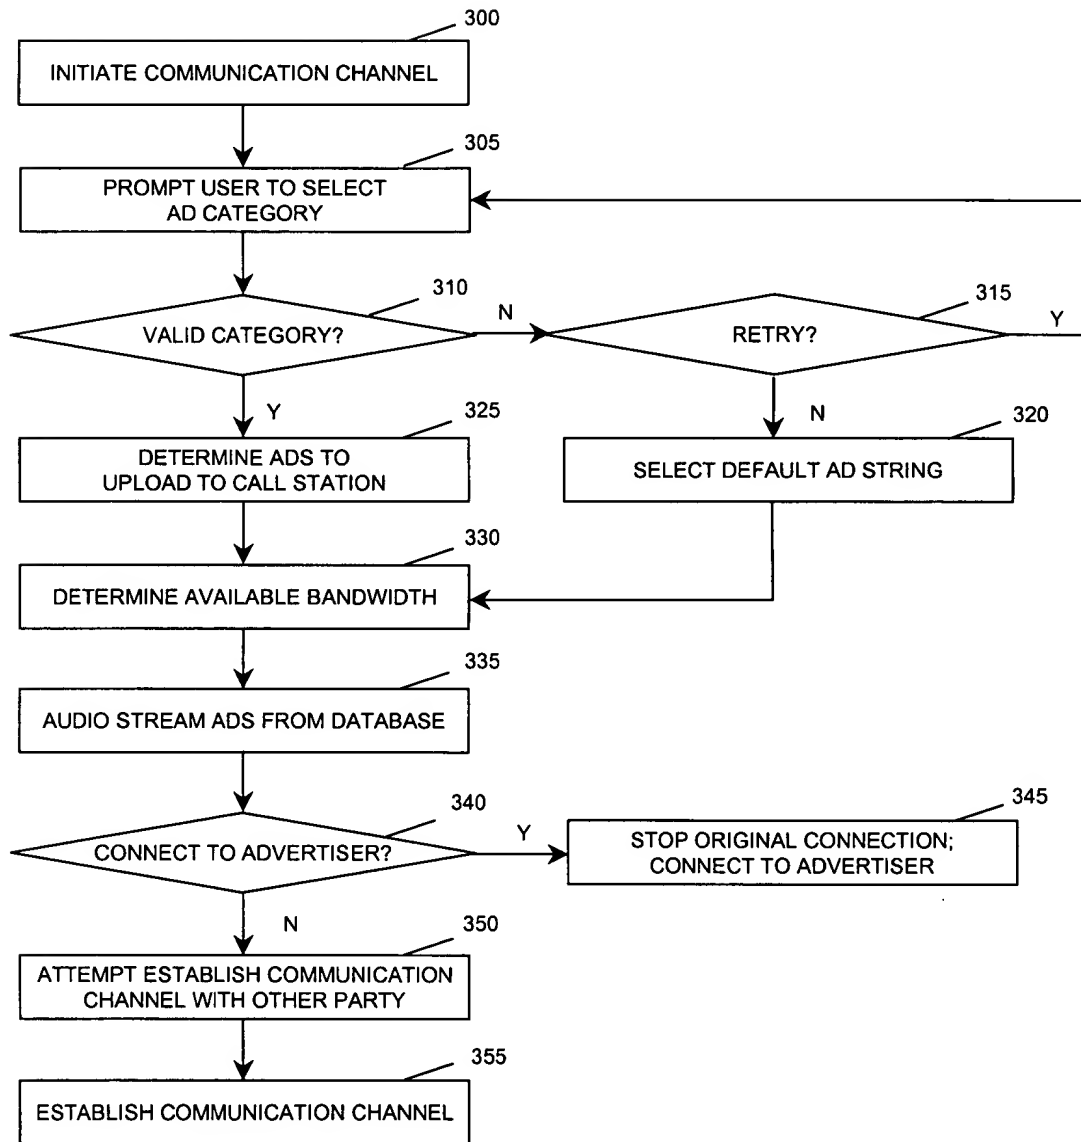 300
INITIATE COMMUNICATION CHANNEL
305
PROMPT USER TO SELECT
AD CATEGORY
310
VALID CATEGORY?
N
315
RETRY?
Y
Y
325
DETERMINE ADS TO
UPLOAD TO CALL STATION
N
320
SELECT DEFAULT AD STRING
330
DETERMINE AVAILABLE BANDWIDTH
335
AUDIO STREAM ADS FROM DATABASE
340
CONNECT TO ADVERTISER?
Y
345
STOP ORIGINAL CONNECTION;
CONNECT TO ADVERTISER
N
350
ATTEMPT ESTABLISH COMMUNICATION
CHANNEL WITH OTHER PARTY
355
ESTABLISH COMMUNICATION CHANNEL